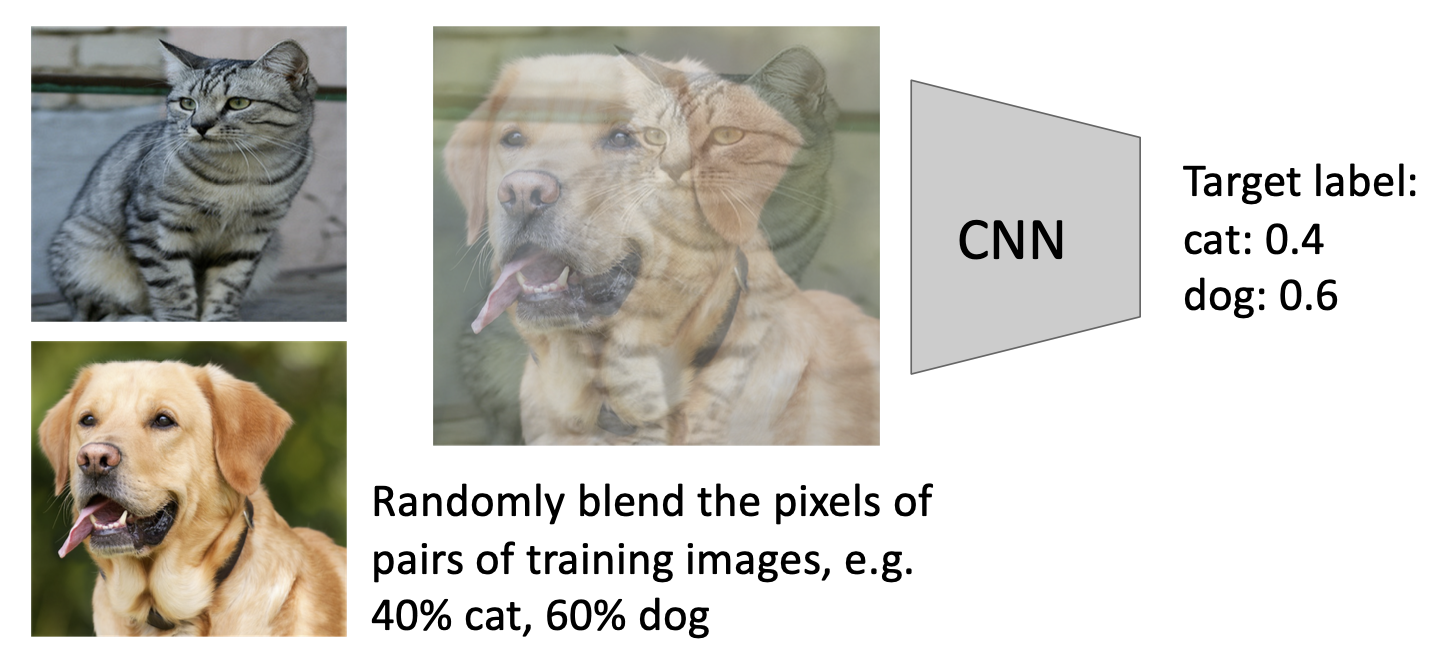 CNN
Target label:
cat: 0.4
dog: 0.6
Randomly blend the pixels of
pairs of training images, e.g.
40% cat, 60% dog